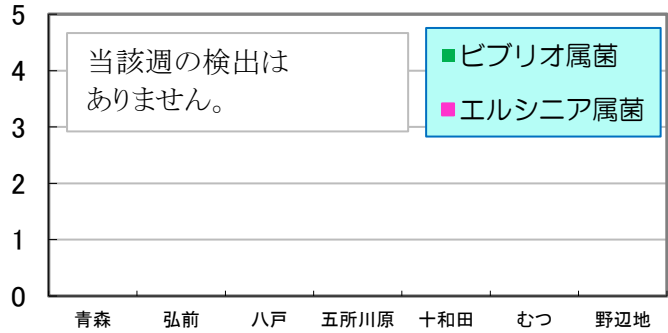 5
4
3
2
1
0
当該週の検出は
ありません。
■ビブリオ属菌
■エルシニア属菌
青森 弘前 八戸 五所川原 十和田 むつ 野辺地